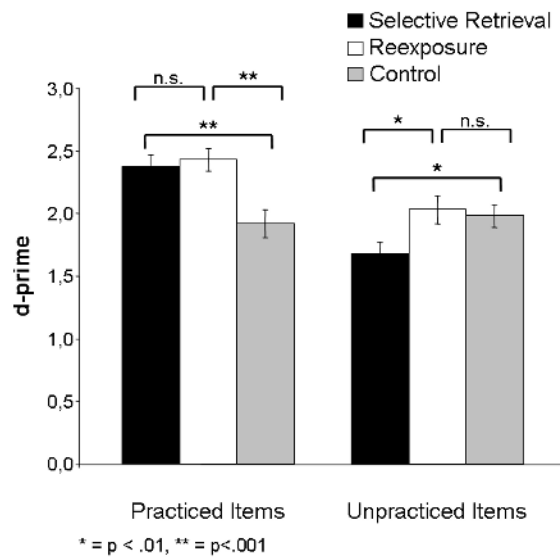 Selective Retrieval
Reexposure
Control
n.s.
**
**
*
n.s.
*
d-prime
3,0
2,5
2,0
1,5
1,0
0,5
0,0
Practiced Items
Unpracticed Items
* = p < .01, ** = p<.001